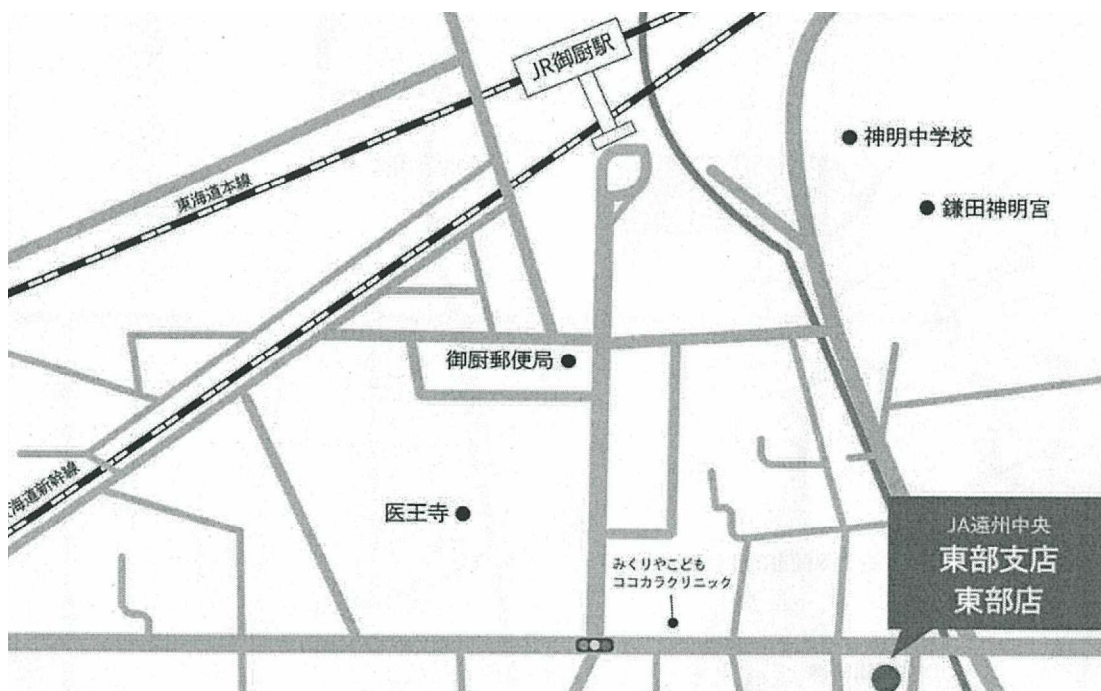 JR御厨駅
神明中学校
東海道本線
鎌田神明宮
御厨郵便局
海道新幹線
医王寺
JA遠州中央
東部支店
東部店
みくりやこども
ココカラクリニック